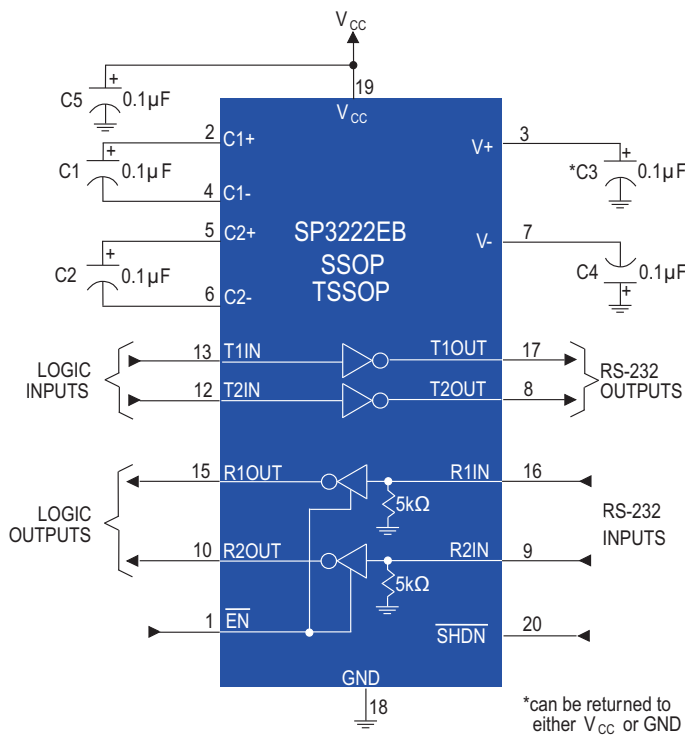 VCC
19
VCC
C5
+
0.1µF
2
C1+
+
C1
0.1µF
4
C1-
5
C2+
+
C2
0.1µF
6
C2-
V+
3
+
*C3
0.1µF
V-
7
C4
0.1µF
+
SP3222EB
SSOP
TSSOP
LOGIC
INPUTS
13
T1IN
T1OUT
17
12
T2IN
T2OUT
8
RS-232
OUTPUTS
LOGIC
OUTPUTS
15
R1OUT
R1IN
16
5kΩ
10
R2OUT
R2IN
9
5kΩ
RS-232
INPUTS
1
EN
SHDN
20
GND
18
*can be returned to
either VCC or GND